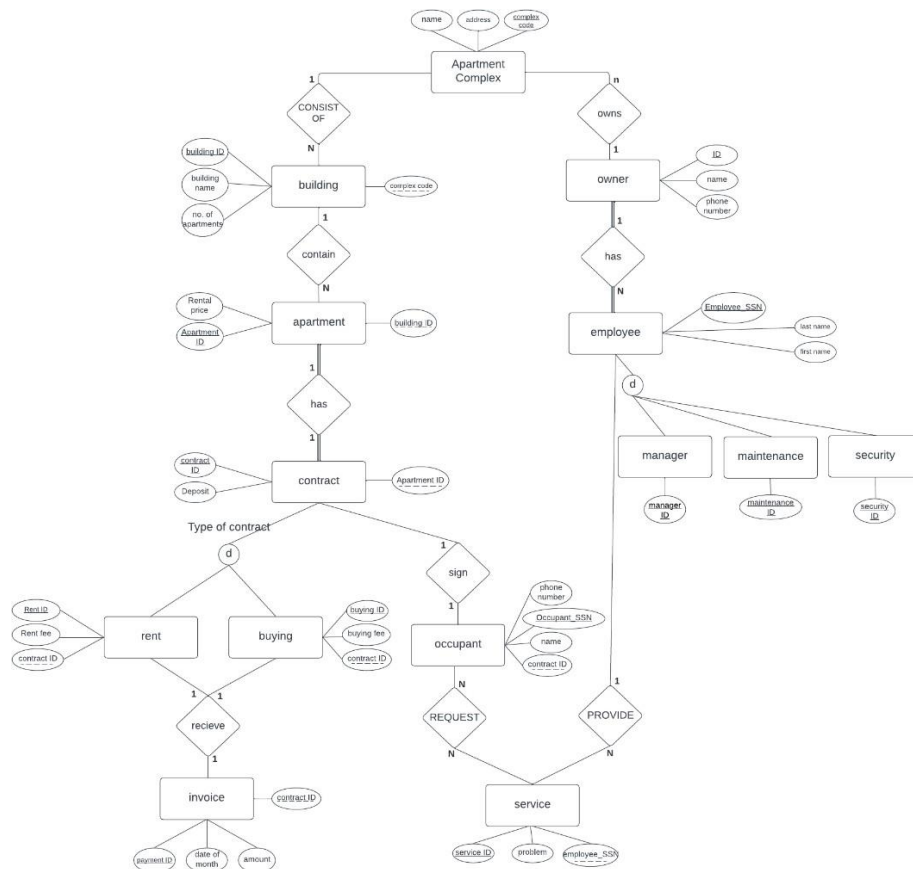 name
address
complex
code
Apartment
Complex
1
n
CONSIST
OF
owns
N
1
building ID
building
name
no. of
apartments
building
complex code
owner
ID
name
phone
number
1
1
contain
has
N
N
Rental
price
Apartment
ID
apartment
building ID
employee
Employee_SSN
last name
first name
1
d
has
1
manager
maintenance
security
manager
ID
maintenance
ID
security
ID
contract
ID
Deposit
contract
Apartment ID
Type of contract
d
1
sign
1
Rent ID
Rent fee
contract ID
rent
buying
buying ID
buying fee
contract ID
occupant
phone
number
Occupant_SSN
name
contract ID
1
1
N
1
recieve
REQUEST
PROVIDE
1
N
N
invoice
contract ID
service
payment ID
date of
month
amount
service ID
problem
employee_SSN